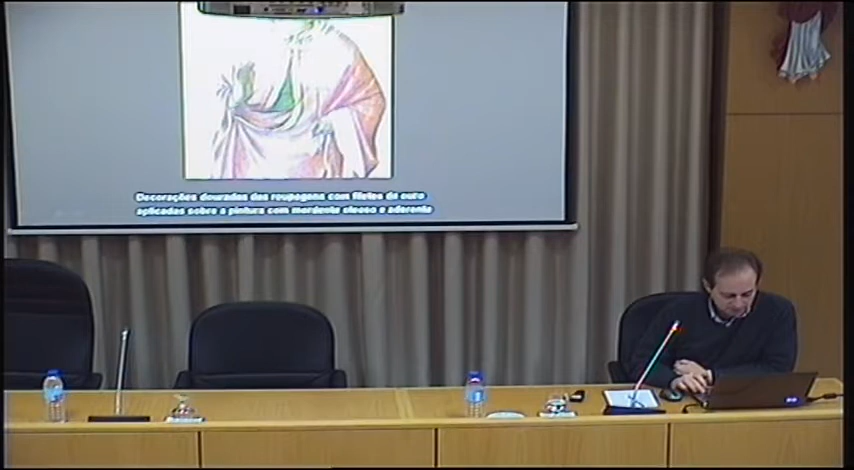 Decorações douradas das roupagens com filetes de ouro
aplicadas sobre a pintura com mordente oleoso e aderente